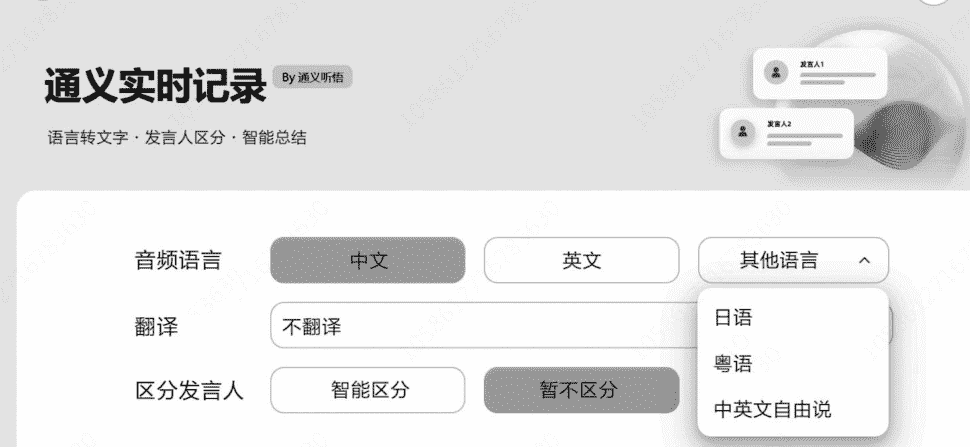 通义实时记录 By 通义听悟
语言转文字 · 发言人区分 · 智能总结
发言人1
发言人2
音频语言 中文 英文 其他语言
日语
翻译 不翻译
粤语
区分发言人 智能区分 暂不区分
中英文自由说